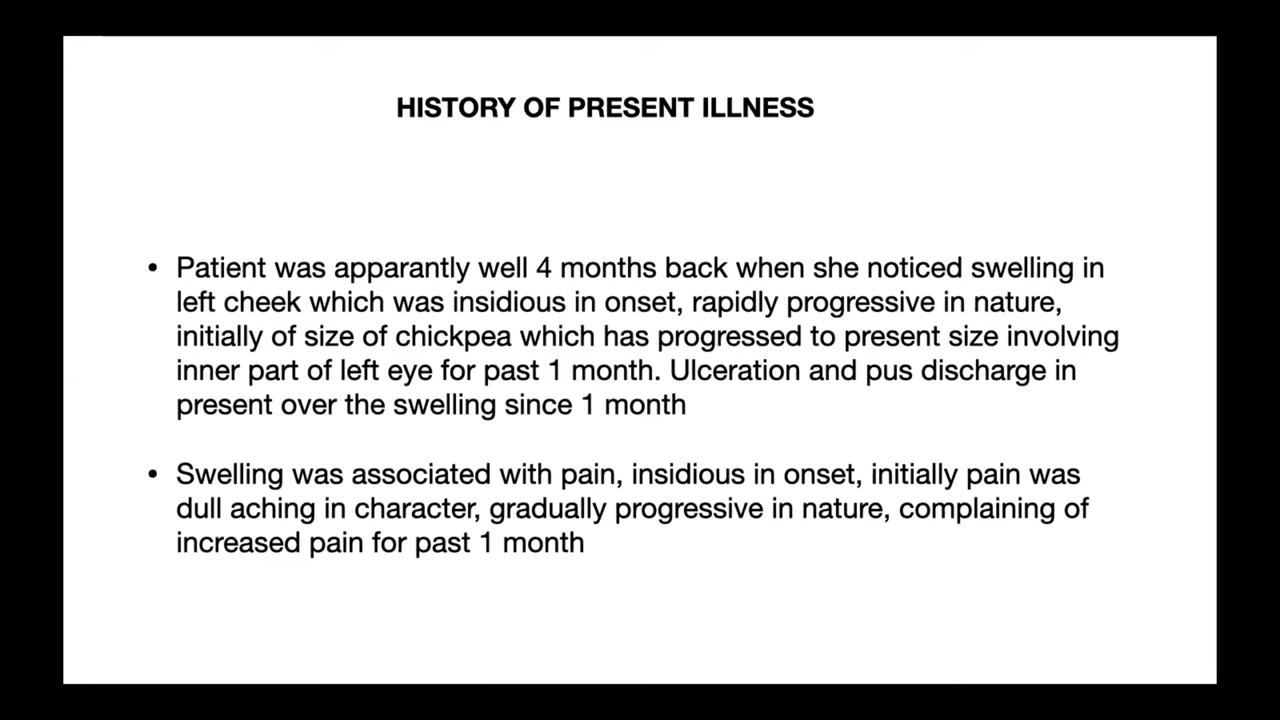 HISTORY OF PRESENT ILLNESS
• Patient was apparantly well 4 months back when she noticed swelling in
left cheek which was insidious in onset, rapidly progressive in nature,
initially of size of chickpea which has progressed to present size involving
inner part of left eye for past 1 month. Ulceration and pus discharge in
present over the swelling since 1 month
• Swelling was associated with pain, insidious in onset, initially pain was
dull aching in character, gradually progressive in nature, complaining of
increased pain for past 1 month